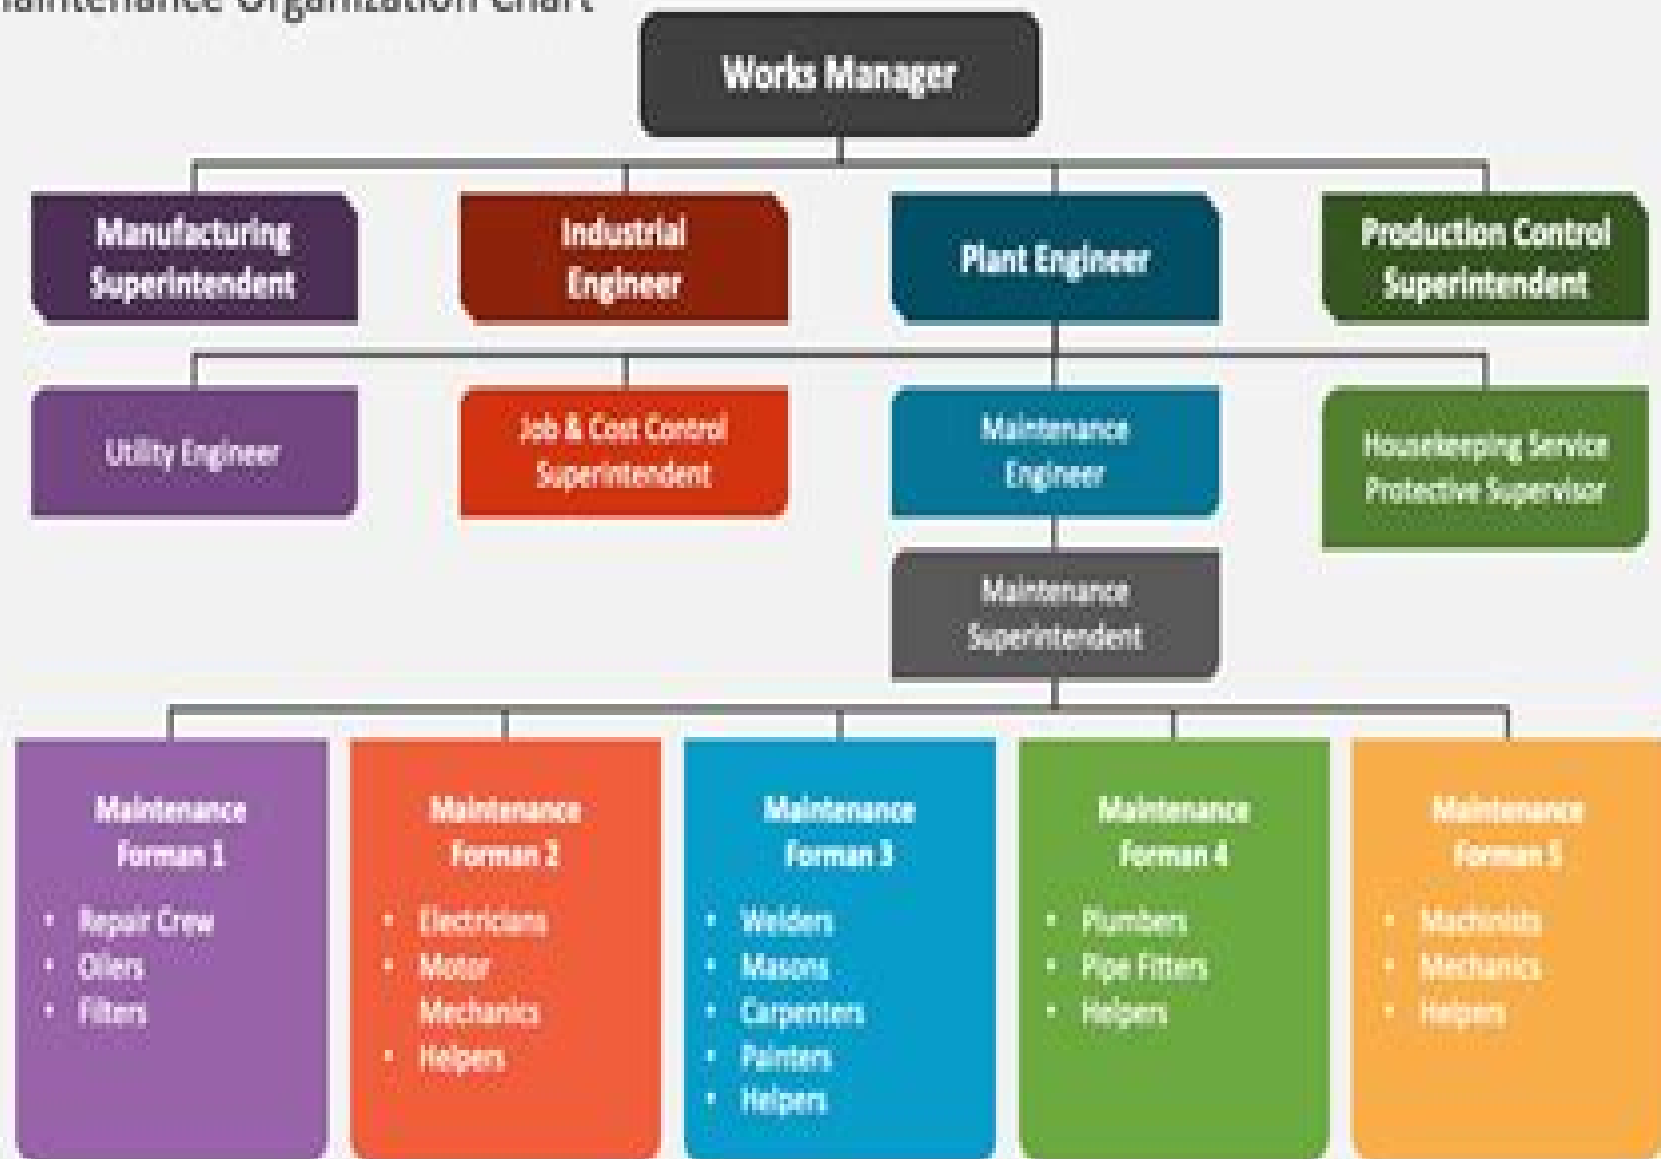 Maintenance Organization Chart
Works Manager
Manufacturing
Superintendent
Industrial
Engineer
Plant Engineer
Production Control
Superintendent
Utility Engineer
Job & Cost Control
Superintendent
Maintenance
Engineer
Housekeeping Service
Protective Supervisor
Maintenance
Superintendent
Maintenance
Forman 1
• Repair Crew
• Oilers
• Filters
Maintenance
Forman 2
• Electricians
• Motor
Mechanics
• Helpers
Maintenance
Forman 3
• Welders
• Masons
• Carpenters
• Painters
• Helpers
Maintenance
Forman 4
• Plumbers
• Pipe Fitters
• Helpers
Maintenance
Forman 5
• Machinists
• Mechanics
• Helpers